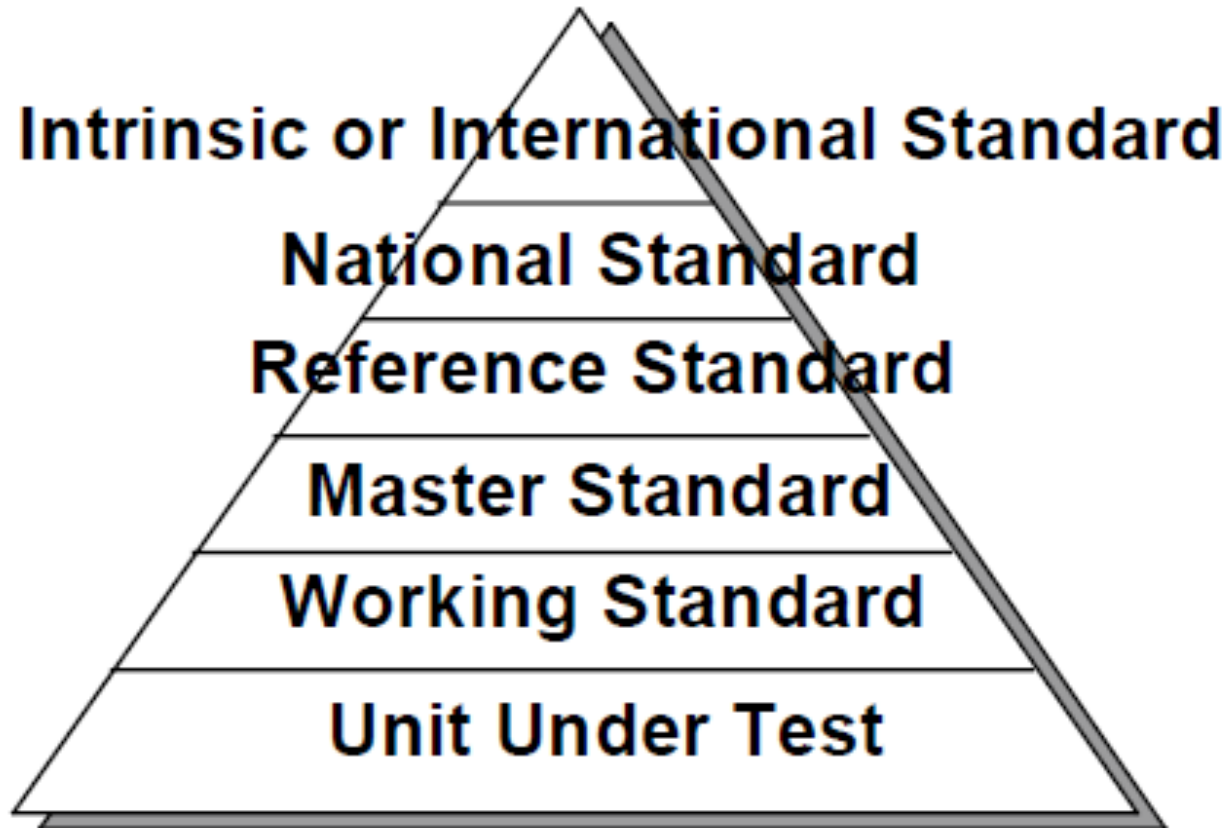 Intrinsic or International Standard
National Standard
Reference Standard
Master Standard
Working Standard
Unit Under Test